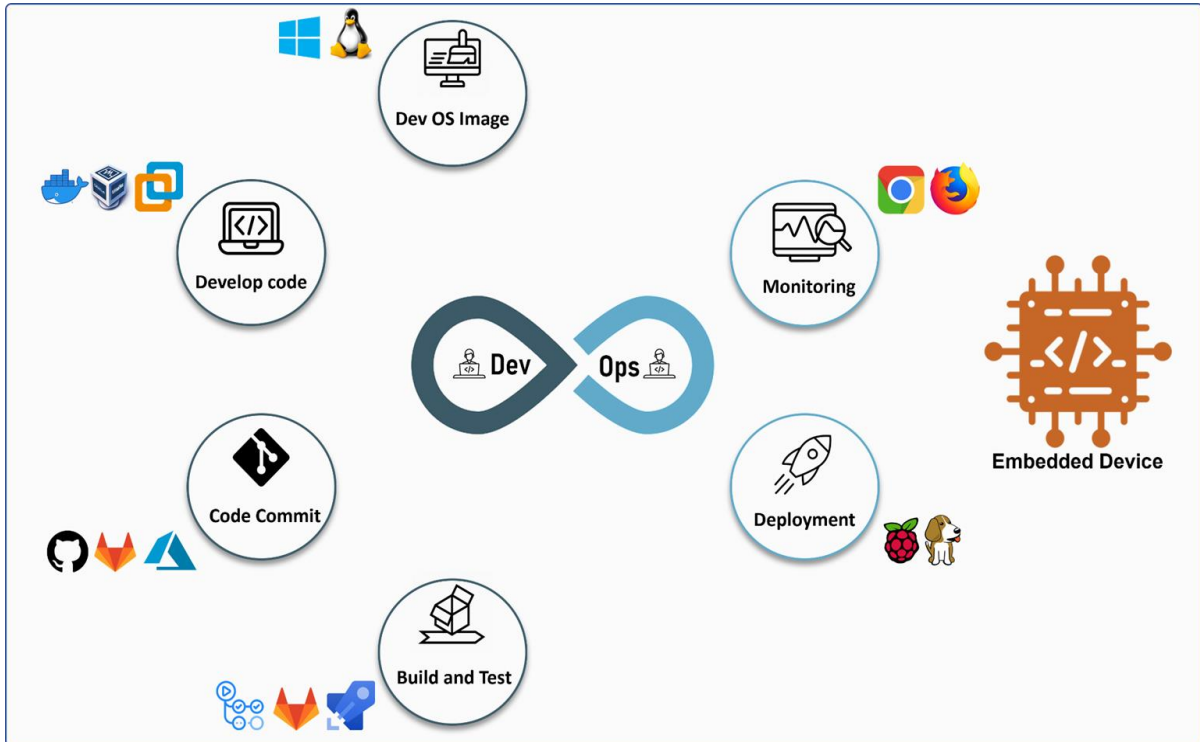 Dev OS Image
Develop code
Monitoring
Dev
Ops
Embedded Device
Code Commit
Deployment
Build and Test